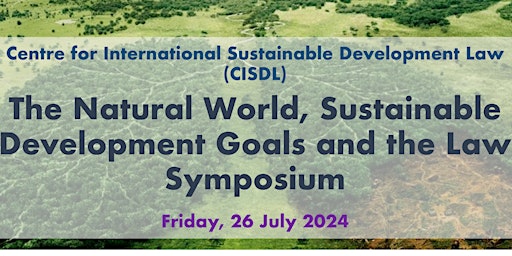 Centre for International Sustainable Development Law
(CISDL)
The Natural World, Sustainable
Development Goals and the Law
Symposium
Friday, 26 July 2024